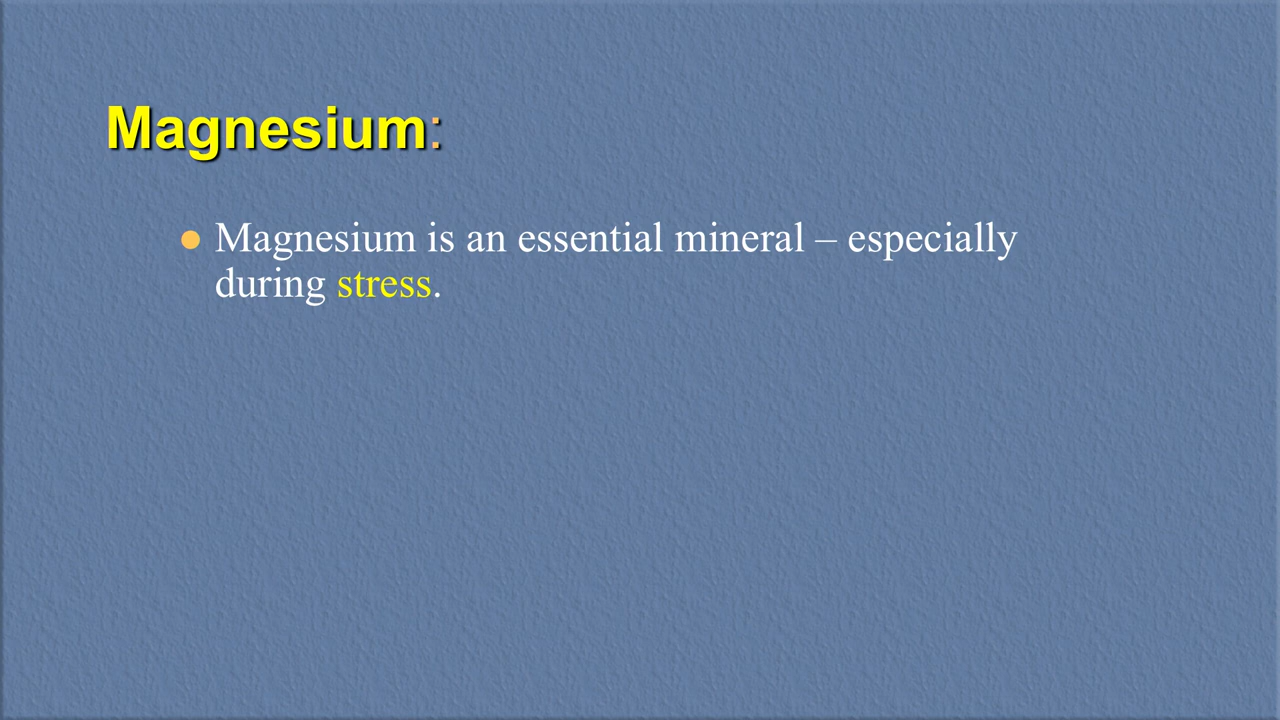 Magnesium:
Magnesium is an essential mineral – especially
during stress.